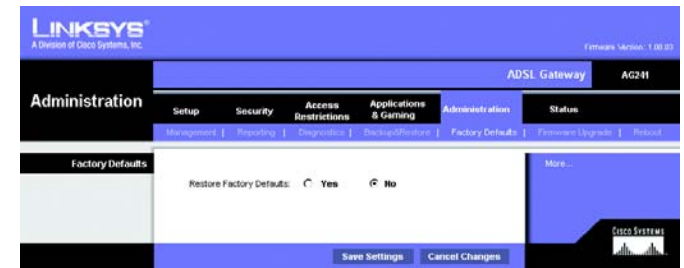 LINKSYS®
A Division of Cisco Systems, Inc.
Firmware Version: 1.00.03
ADSL Gateway AG241
Administration
Setup Security Access Restrictions Applications & Gaming Administration Status
Management | Reporting | Diagnostics | Backup&Restore | Factory Defaults | Firmware Upgrade | Reboot
Factory Defaults
More...
Restore Factory Defaults: Yes No
CISCO SYSTEMS
Save Settings Cancel Changes